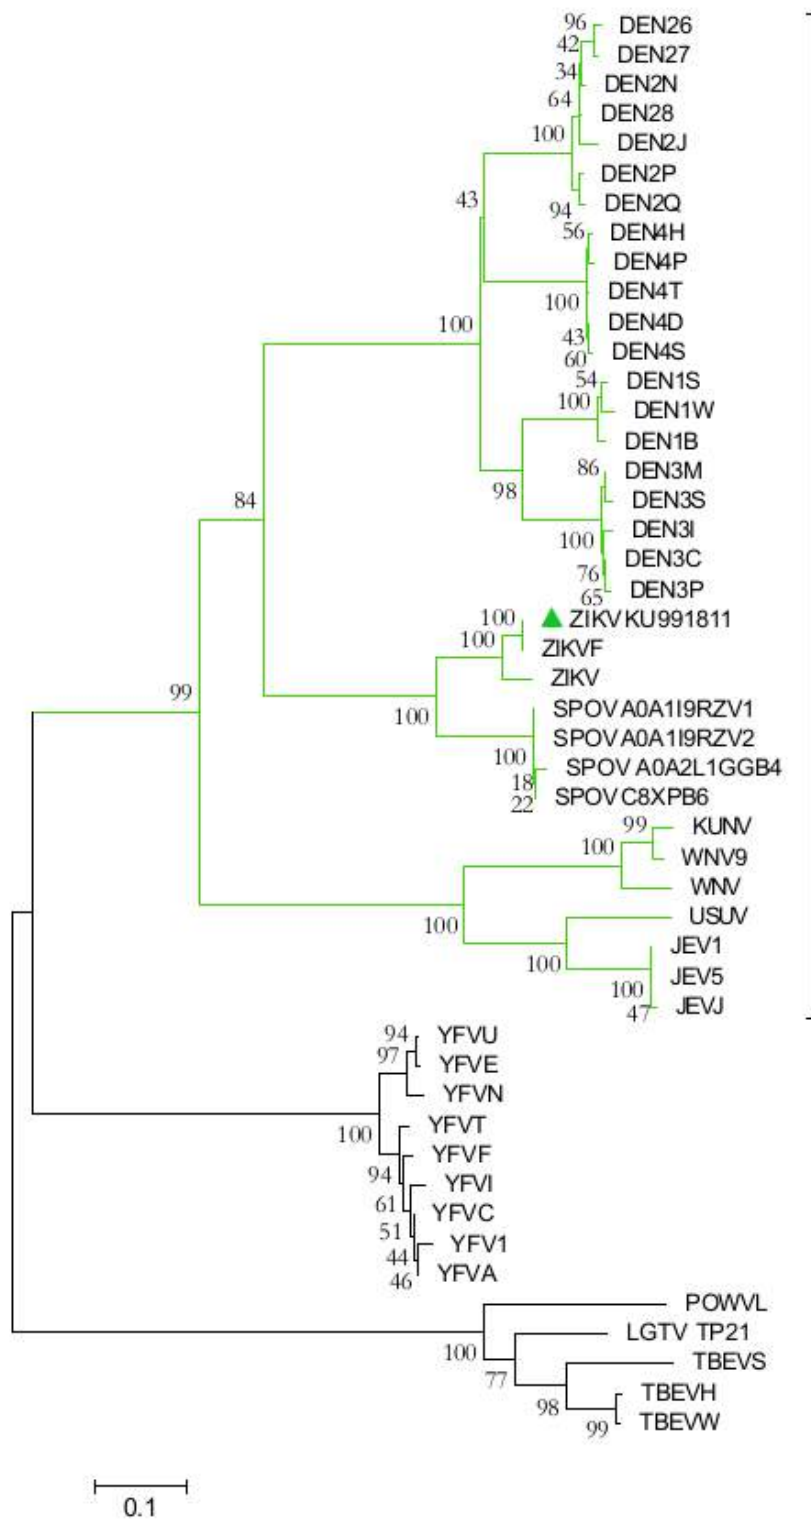 96
DEN26
42
DEN27
34
DEN2N
64
DEN28
100
DEN2J
DEN2P
43
94
DEN2Q
56
DEN4H
DEN4P
100
DEN4T
100
43
DEN4D
60
DEN4S
54
DEN1S
100
DEN1W
DEN1B
86
DEN3M
98
DEN3S
84
100
DEN3I
76
DEN3C
65
DEN3P
100
ZIKV KU991811
100
ZIKVF
ZIKV
99
100
SPOV A0A1I9RZV1
100
SPOV A0A1I9RZV2
18
SPOV A0A2L1GGB4
22
SPOV C8XPB6
99
KUNV
100
WNV9
WNV
100
USUV
JEV1
100
100
JEV5
47
JEVJ
94
YFVU
97
YFVE
YFVN
100
YFVT
94
YFVF
61
YFVI
51
YFVC
44
YFV1
46
YFVA
POWVL
100
LGTV TP21
77
TBEVS
98
TBEVH
99
TBEVW
0.1